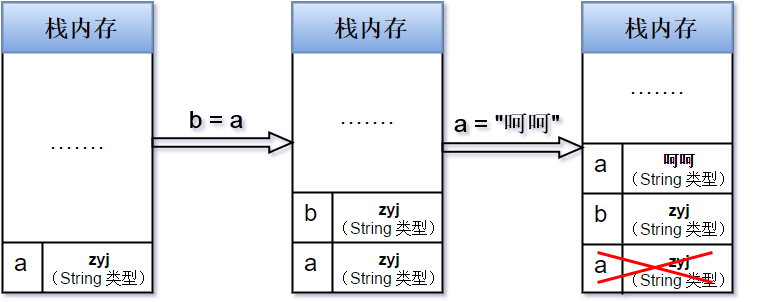 栈内存
.......
a
zyj
（String 类型）
b = a
栈内存
.......
b
zyj
（String 类型）
a
zyj
（String 类型）
a = "呵呵"
栈内存
.......
a
呵呵
（String 类型）
b
zyj
（String 类型）
a
zyj
（String 类型）